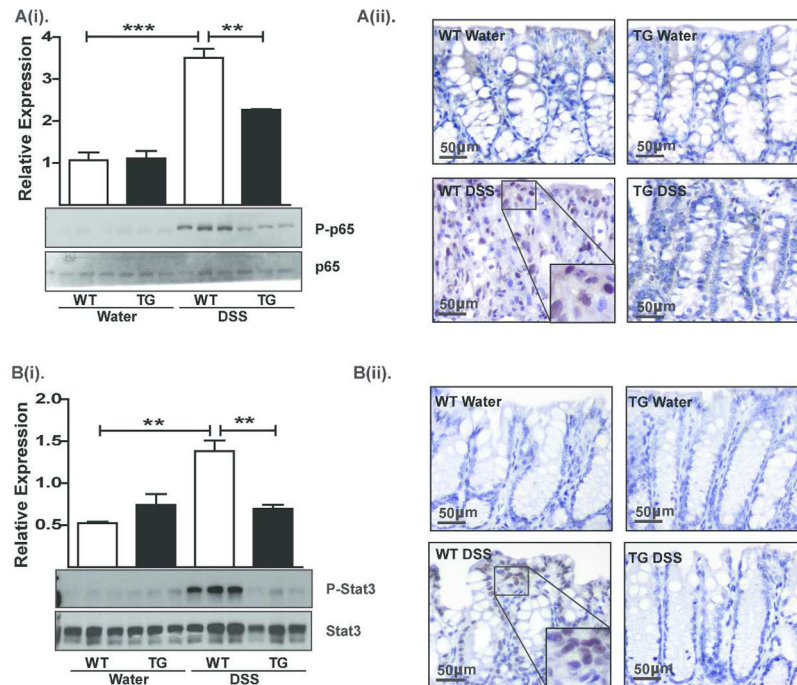 A(i).
*** **
Relative Expression
4
3
2
1
P-p65
p65
WT TG WT TG
Water DSS
A(ii).
WT Water
50µm
TG Water
50µm
WT DSS
50µm
TG DSS
50µm
B(i).
** **
Relative Expression
2.0
1.5
1.0
0.5
P-Stat3
Stat3
WT TG WT TG
Water DSS
B(ii).
WT Water
50µm
TG Water
50µm
WT DSS
50µm
TG DSS
50µm